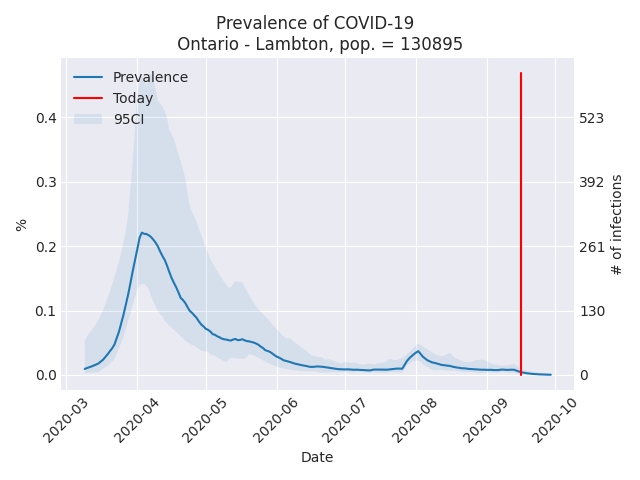 Prevalence of COVID-19
Ontario - Lambton, pop. = 130895
Prevalence
Today
95CI
%
0.4
0.3
0.2
0.1
0.0
523
392
261
130
0
# of infections
2020-03
2020-04
2020-05
2020-06
2020-07
2020-08
2020-09
2020-10
Date